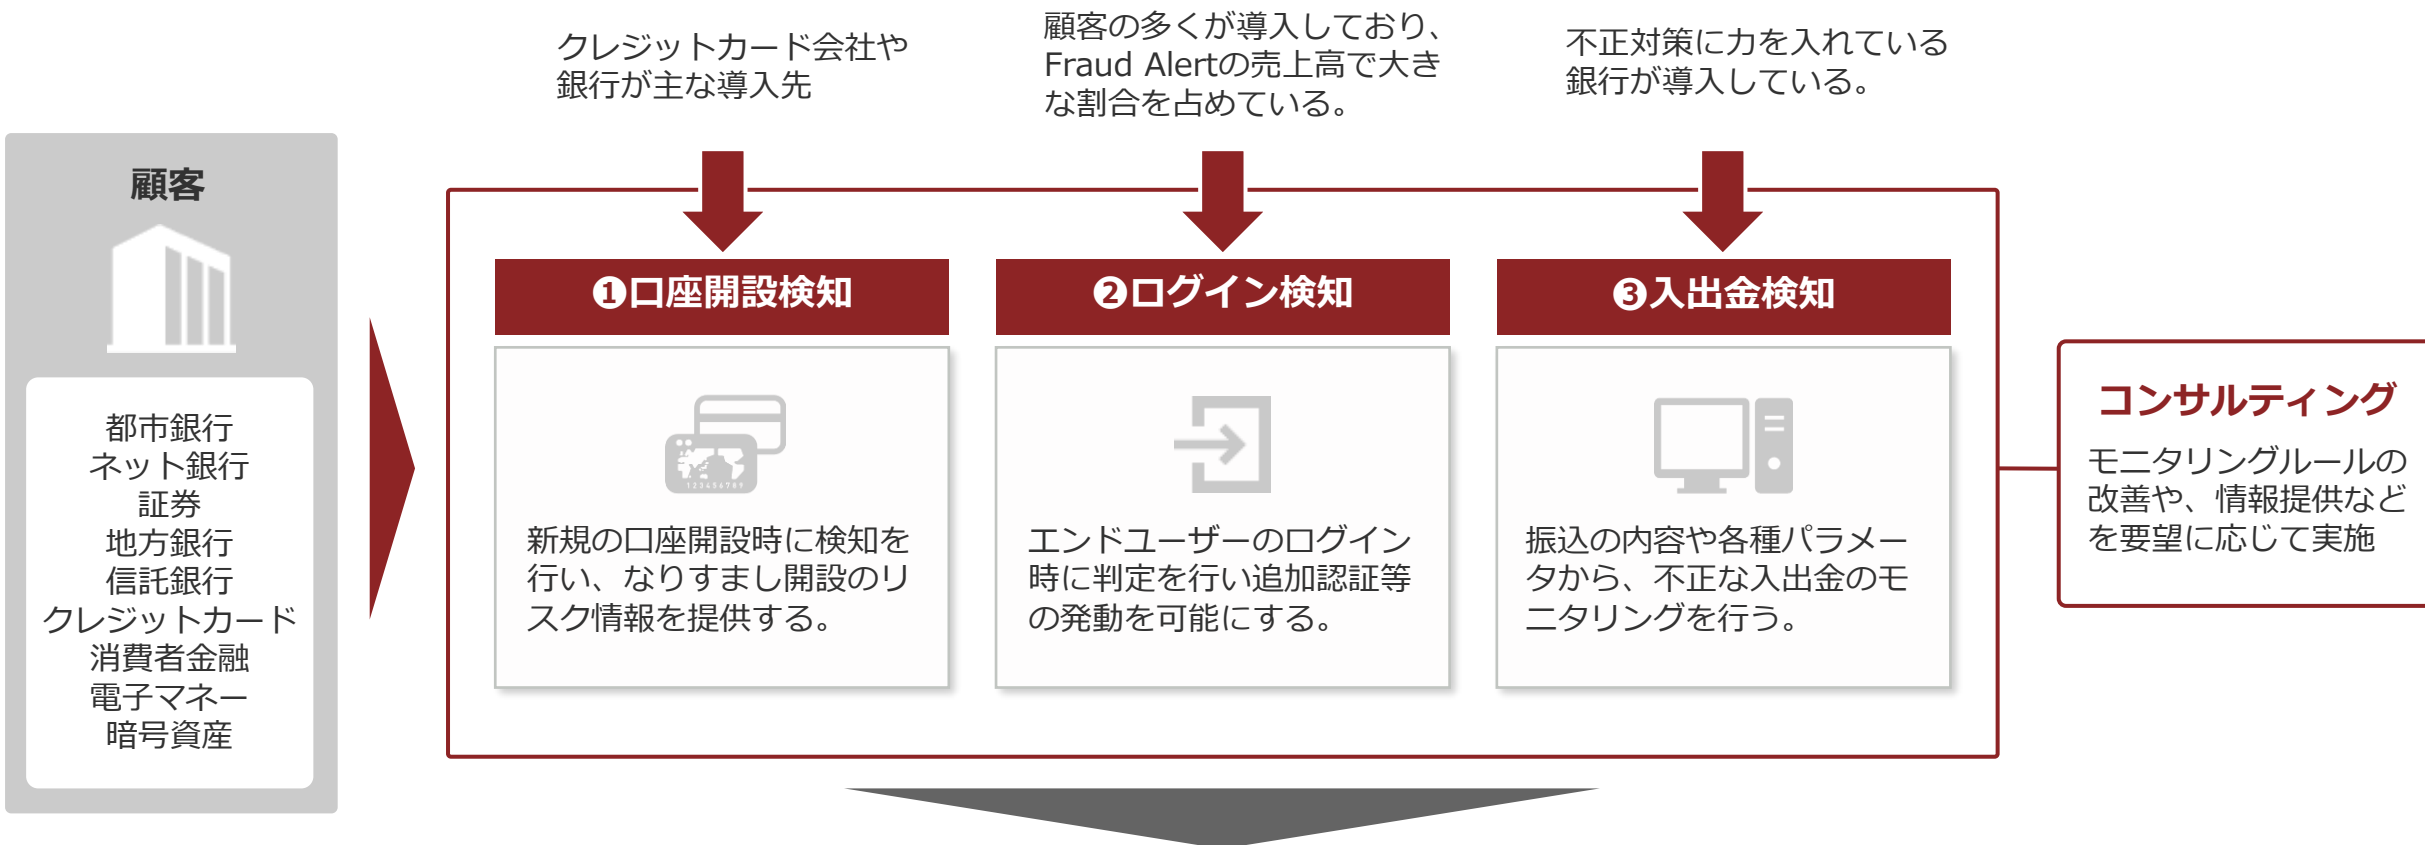 クレジットカード会社や
銀行が主な導入先
顧客の多くが導入しており、
Fraud Alertの売上高で大き
な割合を占めている。
不正対策に力を入れている
銀行が導入している。
顧客
都市銀行
ネット銀行
証券
地方銀行
信託銀行
クレジットカード
消費者金融
電子マネー
暗号資産
❶口座開設検知
123456789
新規の口座開設時に検知を
行い、なりすまし開設のリ
スク情報を提供する。
❷ログイン検知
エンドユーザーのログイン
時に判定を行い追加認証等
の発動を可能にする。
❸入出金検知
振込の内容や各種パラメー
タから、不正な入出金のモ
ニタリングを行う。
コンサルティング
モニタリングルールの
改善や、情報提供など
を要望に応じて実施